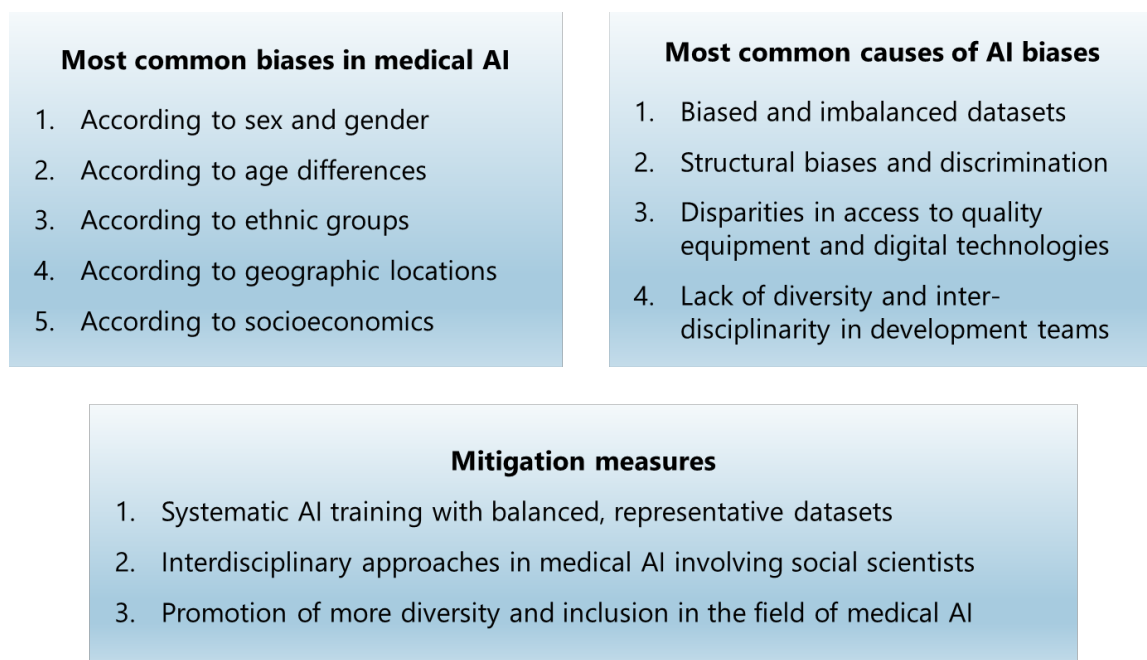 Most common biases in medical AI
1. According to sex and gender
2. According to age differences
3. According to ethnic groups
4. According to geographic locations
5. According to socioeconomics
Most common causes of AI biases
1. Biased and imbalanced datasets
2. Structural biases and discrimination
3. Disparities in access to quality
equipment and digital technologies
4. Lack of diversity and inter-
disciplinarity in development teams
Mitigation measures
1. Systematic AI training with balanced, representative datasets
2. Interdisciplinary approaches in medical AI involving social scientists
3. Promotion of more diversity and inclusion in the field of medical AI